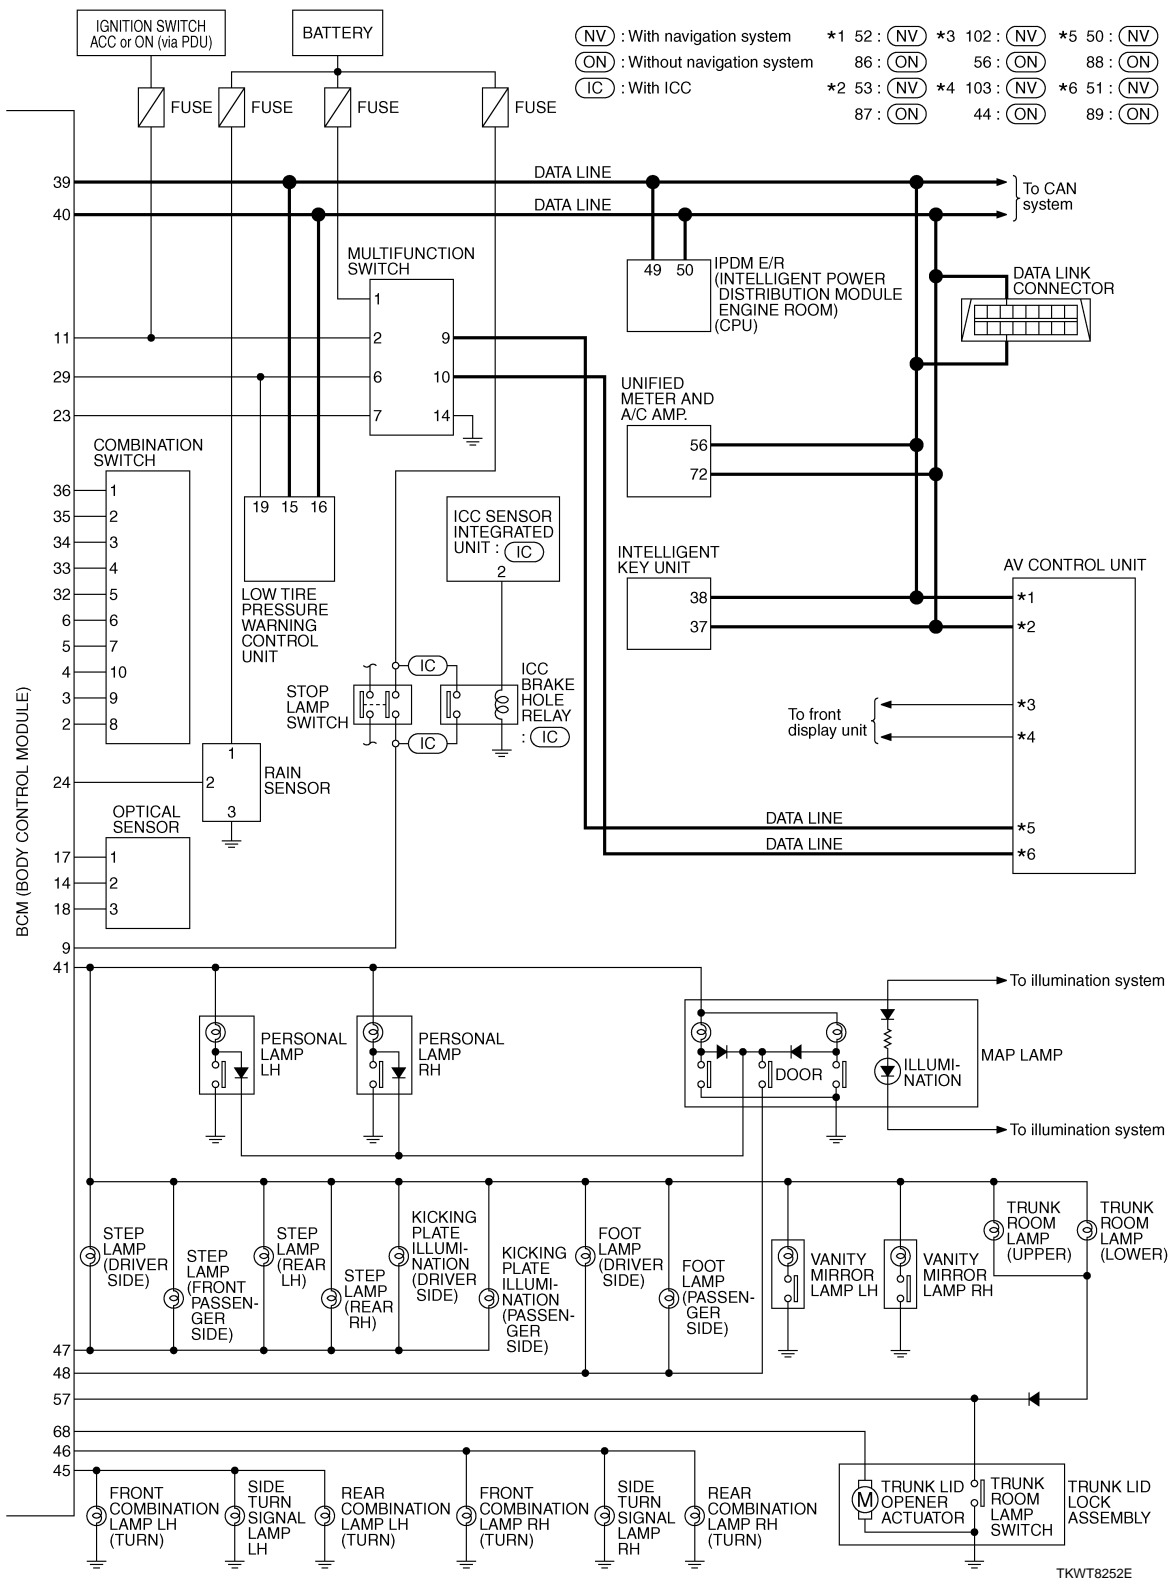 IGNITION SWITCH
ACC or ON (via PDU)
BATTERY
NV : With navigation system
ON : Without navigation system
IC : With ICC
*1 52 : NV *3 102 : NV *5 50 : NV
86 : ON 56 : ON 88 : ON
*2 53 : NV *4 103 : NV *6 51 : NV
87 : ON 44 : ON 89 : ON
FUSE FUSE FUSE FUSE
39 DATA LINE
40 DATA LINE
To CAN
system
MULTIFUNCTION
SWITCH
1
11 2 9
29 6 10
23 7 14
49 50
IPDM E/R
(INTELLIGENT POWER
DISTRIBUTION MODULE
ENGINE ROOM)
(CPU)
DATA LINK
CONNECTOR
UNIFIED
METER AND
A/C AMP.
56
72
COMBINATION
SWITCH
36 1
35 2
34 3
33 4
32 5
6 6
5 7
4 10
3 9
2 8
19 15 16
LOW TIRE
PRESSURE
WARNING
CONTROL
UNIT
ICC SENSOR
INTEGRATED
UNIT : IC
2
INTELLIGENT
KEY UNIT
38
37
AV CONTROL UNIT
*1
*2
*3
*4
*5
*6
To front
display unit
DATA LINE
DATA LINE
STOP
LAMP
SWITCH
IC
IC
ICC
BRAKE
HOLE
RELAY
: IC
BCM (BODY CONTROL MODULE)
24 2
1
3
RAIN
SENSOR
OPTICAL
SENSOR
17 1
14 2
18 3
9
41
PERSONAL
LAMP
LH
PERSONAL
LAMP
RH
DOOR
ILLUMI-
NATION
MAP LAMP
To illumination system
To illumination system
STEP
LAMP
(DRIVER
SIDE)
STEP
LAMP
(FRONT
PASSEN-
GER
SIDE)
STEP
LAMP
(REAR
LH)
STEP
LAMP
(REAR
RH)
KICKING
PLATE
ILLUMI-
NATION
(DRIVER
SIDE)
KICKING
PLATE
ILLUMI-
NATION
(PASSEN-
GER
SIDE)
FOOT
LAMP
(DRIVER
SIDE)
FOOT
LAMP
(PASSEN-
GER
SIDE)
VANITY
MIRROR
LAMP LH
VANITY
MIRROR
LAMP RH
TRUNK
ROOM
LAMP
(UPPER)
TRUNK
ROOM
LAMP
(LOWER)
47
48
57
68
46
45
FRONT
COMBINATION
LAMP LH
(TURN)
SIDE
TURN
SIGNAL
LAMP
LH
REAR
COMBINATION
LAMP LH
(TURN)
FRONT
COMBINATION
LAMP RH
(TURN)
SIDE
TURN
SIGNAL
LAMP
RH
REAR
COMBINATION
LAMP RH
(TURN)
M
TRUNK LID
OPENER
ACTUATOR
TRUNK
ROOM
LAMP
SWITCH
TRUNK LID
LOCK
ASSEMBLY
TKWT8252E